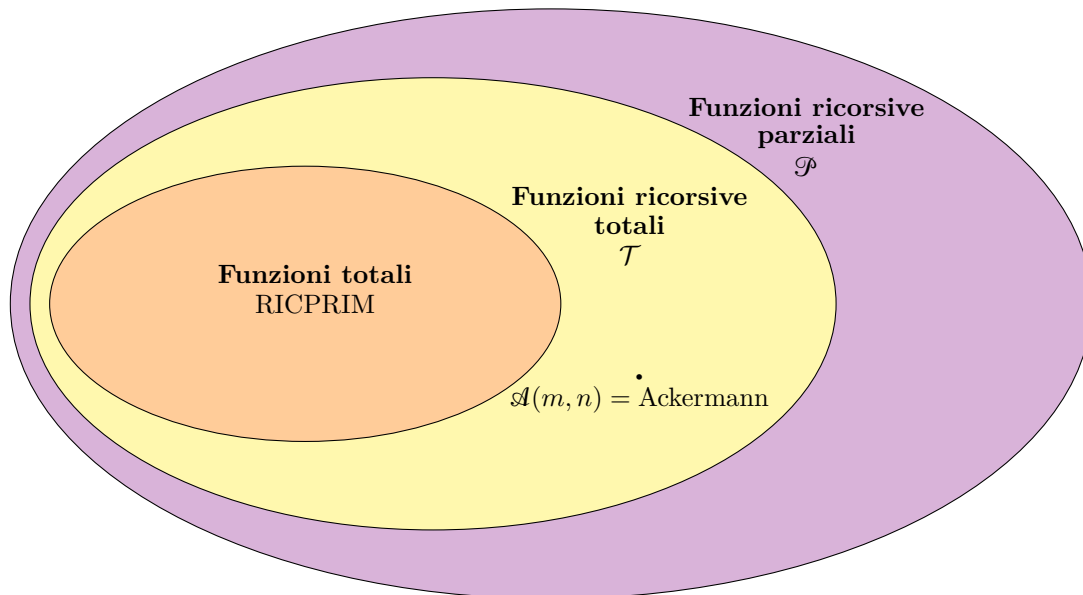 Funzioni ricorsive
parziali
𝒫
Funzioni ricorsive
totali
𝒯
Funzioni totali
RICPRIM
𝒜(m, n) = Ackermann